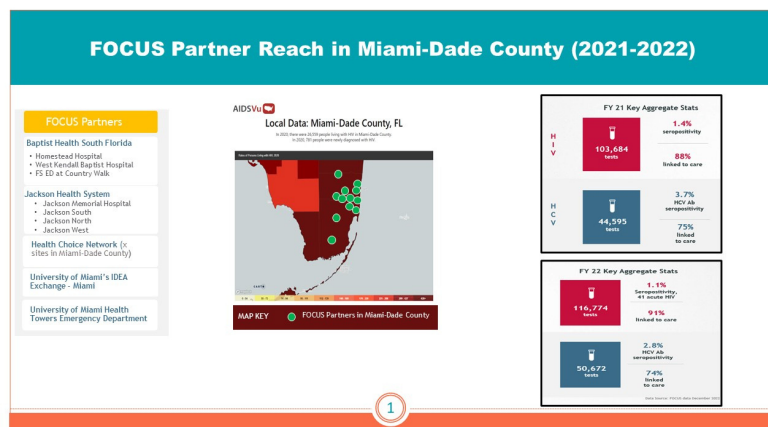 FOCUS Partner Reach in Miami-Dade County (2021-2022)
FOCUS Partners
Baptist Health South Florida
• Homestead Hospital
• West Kendall Baptist Hospital
• FS ED at Country Walk
Jackson Health System
• Jackson Memorial Hospital
• Jackson South
• Jackson North
• Jackson West
Health Choice Network (x
sites in Miami-Dade County)
University of Miami's IDEA
Exchange - Miami
University of Miami Health
Towers Emergency Department
AIDSVu
Local Data: Miami-Dade County, FL
MAP KEY
FOCUS Partners in Miami-Dade County
FY 21 Key Aggregate Stats
HIV
103,684
tests
1.4%
seropositivity
88%
linked to care
HCV
44,595
tests
3.7%
HCV Ab
seropositivity
75%
linked
to care
FY 22 Key Aggregate Stats
116,774
tests
1.1%
Seropositivity,
41 acute HIV
91%
linked to care
50,672
tests
2.8%
HCV Ab
seropositivity
74%
linked
to care
1